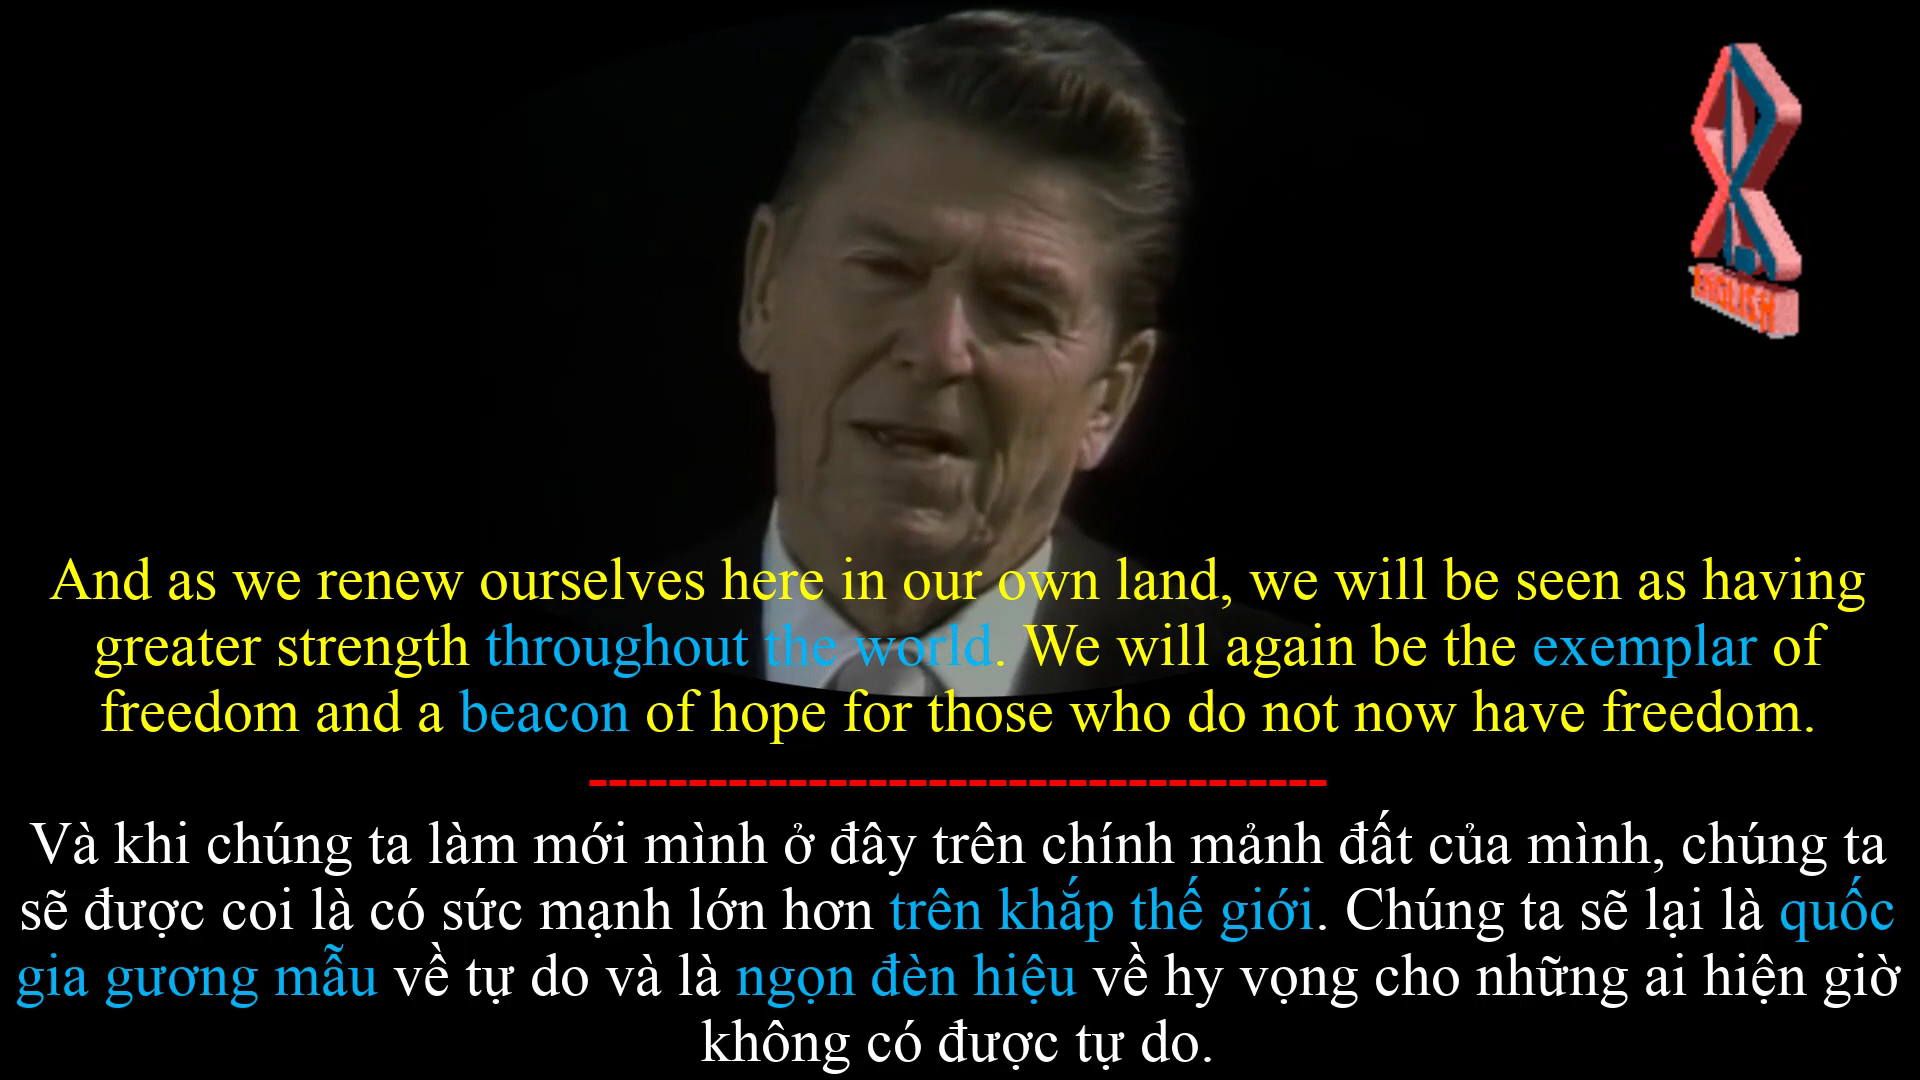 ENGLISH
And as we renew ourselves here in our own land, we will be seen as having
greater strength throughout the world. We will again be the exemplar of
freedom and a beacon of hope for those who do not now have freedom.
-------------------------------------
Và khi chúng ta làm mới mình ở đây trên chính mảnh đất của mình, chúng ta
sẽ được coi là có sức mạnh lớn hơn trên khắp thế giới. Chúng ta sẽ lại là quốc
gia gương mẫu về tự do và là ngọn đèn hiệu về hy vọng cho những ai hiện giờ
không có được tự do.